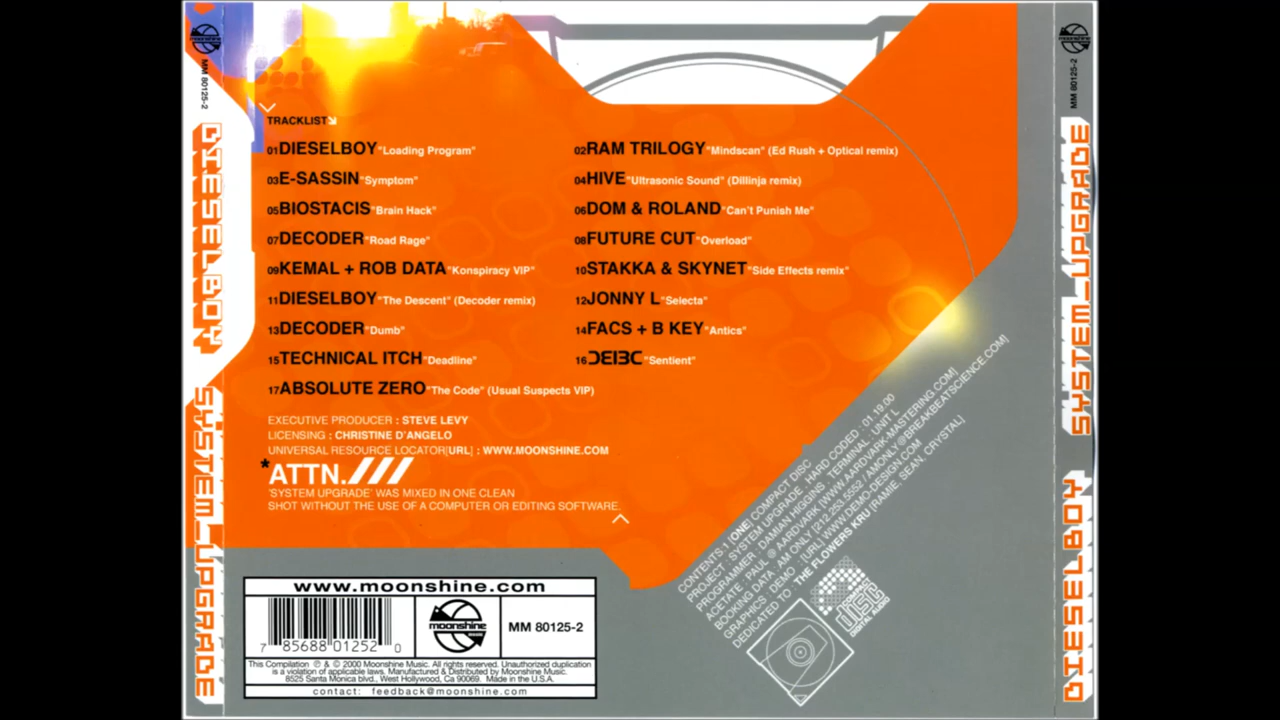 moonshine
MM 80125-2
DIESELBOY
SYSTEM_UPGRADE
TRACKLIST
01 DIESELBOY "Loading Program"
02 RAM TRILOGY "Mindscan" (Ed Rush + Optical remix)
03 E-SASSIN "Symptom"
04 HIVE "Ultrasonic Sound" (Dillinja remix)
05 BIOSTACIS "Brain Hack"
06 DOM & ROLAND "Can't Punish Me"
07 DECODER "Road Rage"
08 FUTURE CUT "Overload"
09 KEMAL + ROB DATA "Konspiracy VIP"
10 STAKKA & SKYNET "Side Effects remix"
11 DIESELBOY "The Descent" (Decoder remix)
12 JONNY L "Selecta"
13 DECODER "Dumb"
14 FACS + B KEY "Antics"
15 TECHNICAL ITCH "Deadline"
16 "Sentient"
17 ABSOLUTE ZERO "The Code" (Usual Suspects VIP)
EXECUTIVE PRODUCER : STEVE LEVY
LICENSING : CHRISTINE D'ANGELO
UNIVERSAL RESOURCE LOCATOR[URL] : WWW.MOONSHINE.COM
*ATTN.///
'SYSTEM UPGRADE' WAS MIXED IN ONE CLEAN
SHOT WITHOUT THE USE OF A COMPUTER OR EDITING SOFTWARE.
CONTENTS 1 [ONE] COMPACT DISC
PROJECT : SYSTEM UPGRADE . HARD CODED : 01.19.00
PROGRAMMER : DAMIAN HIGGINS . TERMINAL : UNIT L
ACETATE : PAUL @ AARDVARK [WWW.AARDVARK-MASTERING.COM]
BOOKING DATA : AM ONLY [212.253.5552 / AMONLY@BREAKBEATSCIENCE.COM]
GRAPHICS : DEMO . [URL] WWW.DEMO-DESIGN.COM
DEDICATED TO : THE FLOWERS KRU [RAMIE, SEAN, CRYSTAL]
COMPACT
disc
DIGITAL AUDIO
www.moonshine.com
7 85688 01252 0
moonshine
MUSIC
MM 80125-2
This Compilation ℗ & © 2000 Moonshine Music. All rights reserved. Unauthorized duplication
is a violation of applicable laws. Manufactured & Distributed by Moonshine Music.
8525 Santa Monica blvd., West Hollywood, Ca 90069. Made in the U.S.A.
contact: feedback@moonshine.com
moonshine
MM 80125-2
SYSTEM_UPGRADE
DIESELBOY